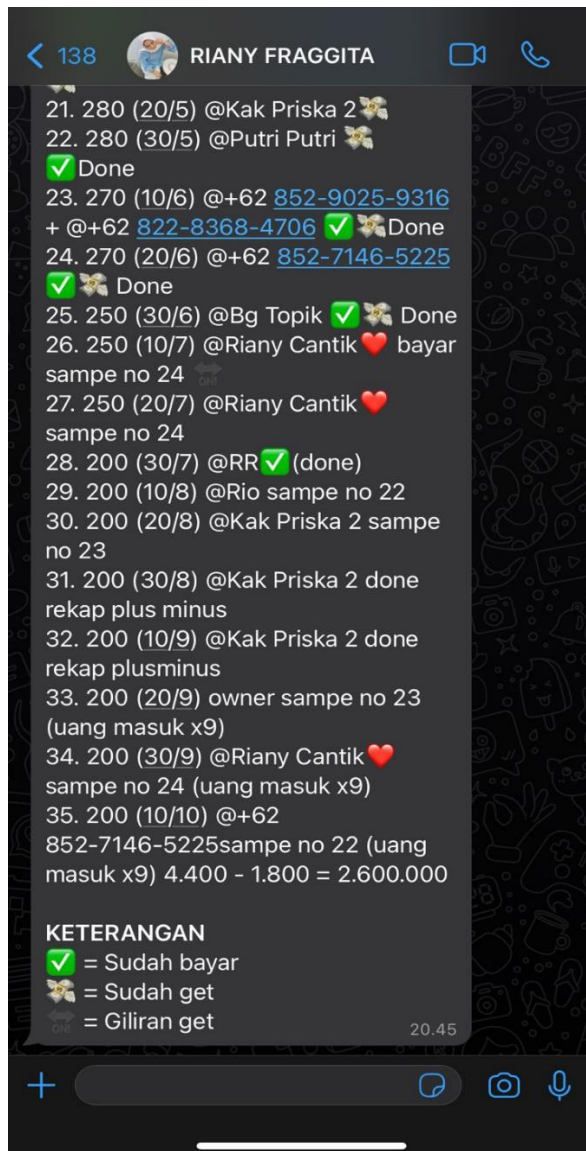 138 RIANY FRAGGITA
21. 280 (20/5) @Kak Priska 2💸
22. 280 (30/5) @Putri Putri 💸
✅Done
23. 270 (10/6) @+62 852-9025-9316
+ @+62 822-8368-4706 ✅💸Done
24. 270 (20/6) @+62 852-7146-5225
✅💸 Done
25. 250 (30/6) @Bg Topik ✅💸 Done
26. 250 (10/7) @Riany Cantik❤️ bayar
sampe no 24 🔛
27. 250 (20/7) @Riany Cantik❤️
sampe no 24
28. 200 (30/7) @RR✅(done)
29. 200 (10/8) @Rio sampe no 22
30. 200 (20/8) @Kak Priska 2 sampe
no 23
31. 200 (30/8) @Kak Priska 2 done
rekap plus minus
32. 200 (10/9) @Kak Priska 2 done
rekap plusminus
33. 200 (20/9) owner sampe no 23
(uang masuk x9)
34. 200 (30/9) @Riany Cantik❤️
sampe no 24 (uang masuk x9)
35. 200 (10/10) @+62
852-7146-5225sampe no 22 (uang
masuk x9) 4.400 - 1.800 = 2.600.000
KETERANGAN
✅ = Sudah bayar
💸 = Sudah get
🔛 = Giliran get
20.45